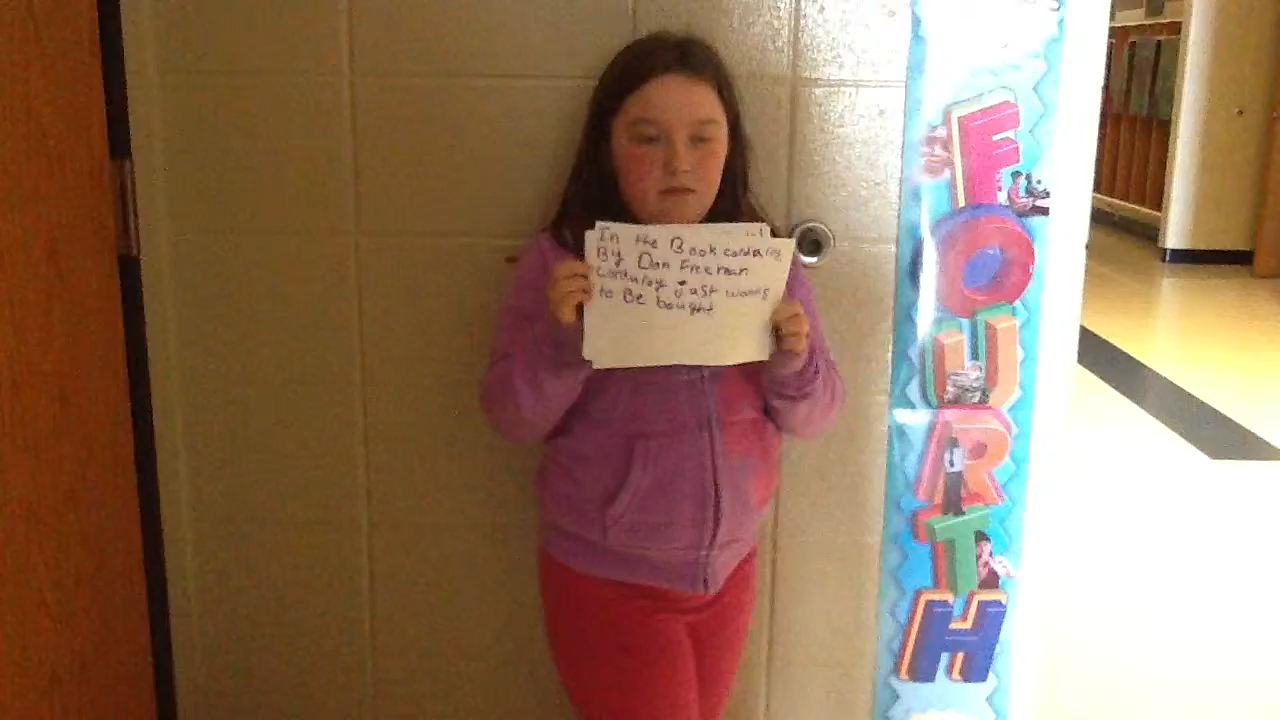 In the Book corduroy
By Don Freeman
Corduroy just wants
to Be bought
FOURTH